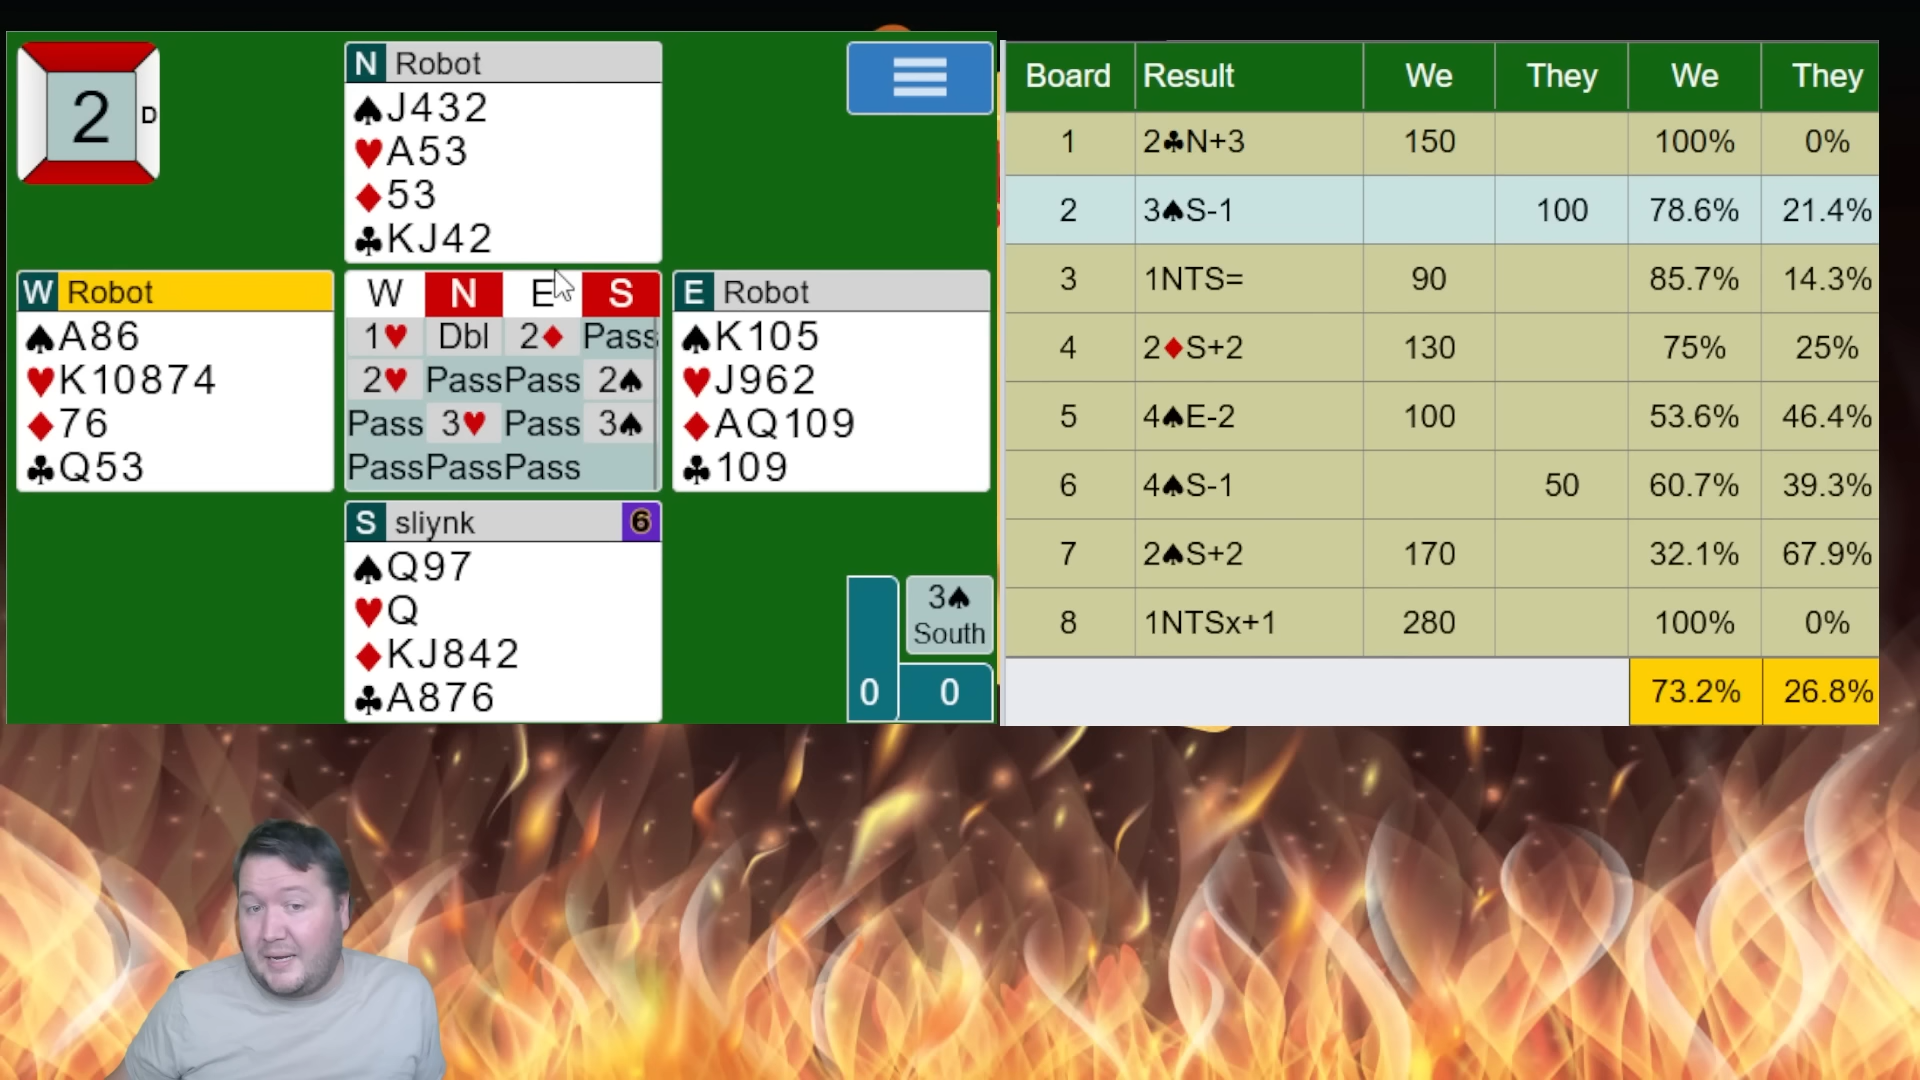 2 D
N Robot
♠J432
♥A53
♦53
♣KJ42
W Robot
♠A86
♥K10874
♦76
♣Q53
W N E S
1♥ Dbl 2♦ Pass
2♥ Pass Pass 2♠
Pass 3♥ Pass 3♠
Pass Pass Pass
E Robot
♠K105
♥J962
♦AQ109
♣109
S sliynk 6
♠Q97
♥Q
♦KJ842
♣A876
3♠
South
0 0
Board Result We They We They
1 2♣N+3 150 100% 0%
2 3♠S-1 100 78.6% 21.4%
3 1NTS= 90 85.7% 14.3%
4 2♦S+2 130 75% 25%
5 4♠E-2 100 53.6% 46.4%
6 4♠S-1 50 60.7% 39.3%
7 2♠S+2 170 32.1% 67.9%
8 1NTSx+1 280 100% 0%
73.2% 26.8%